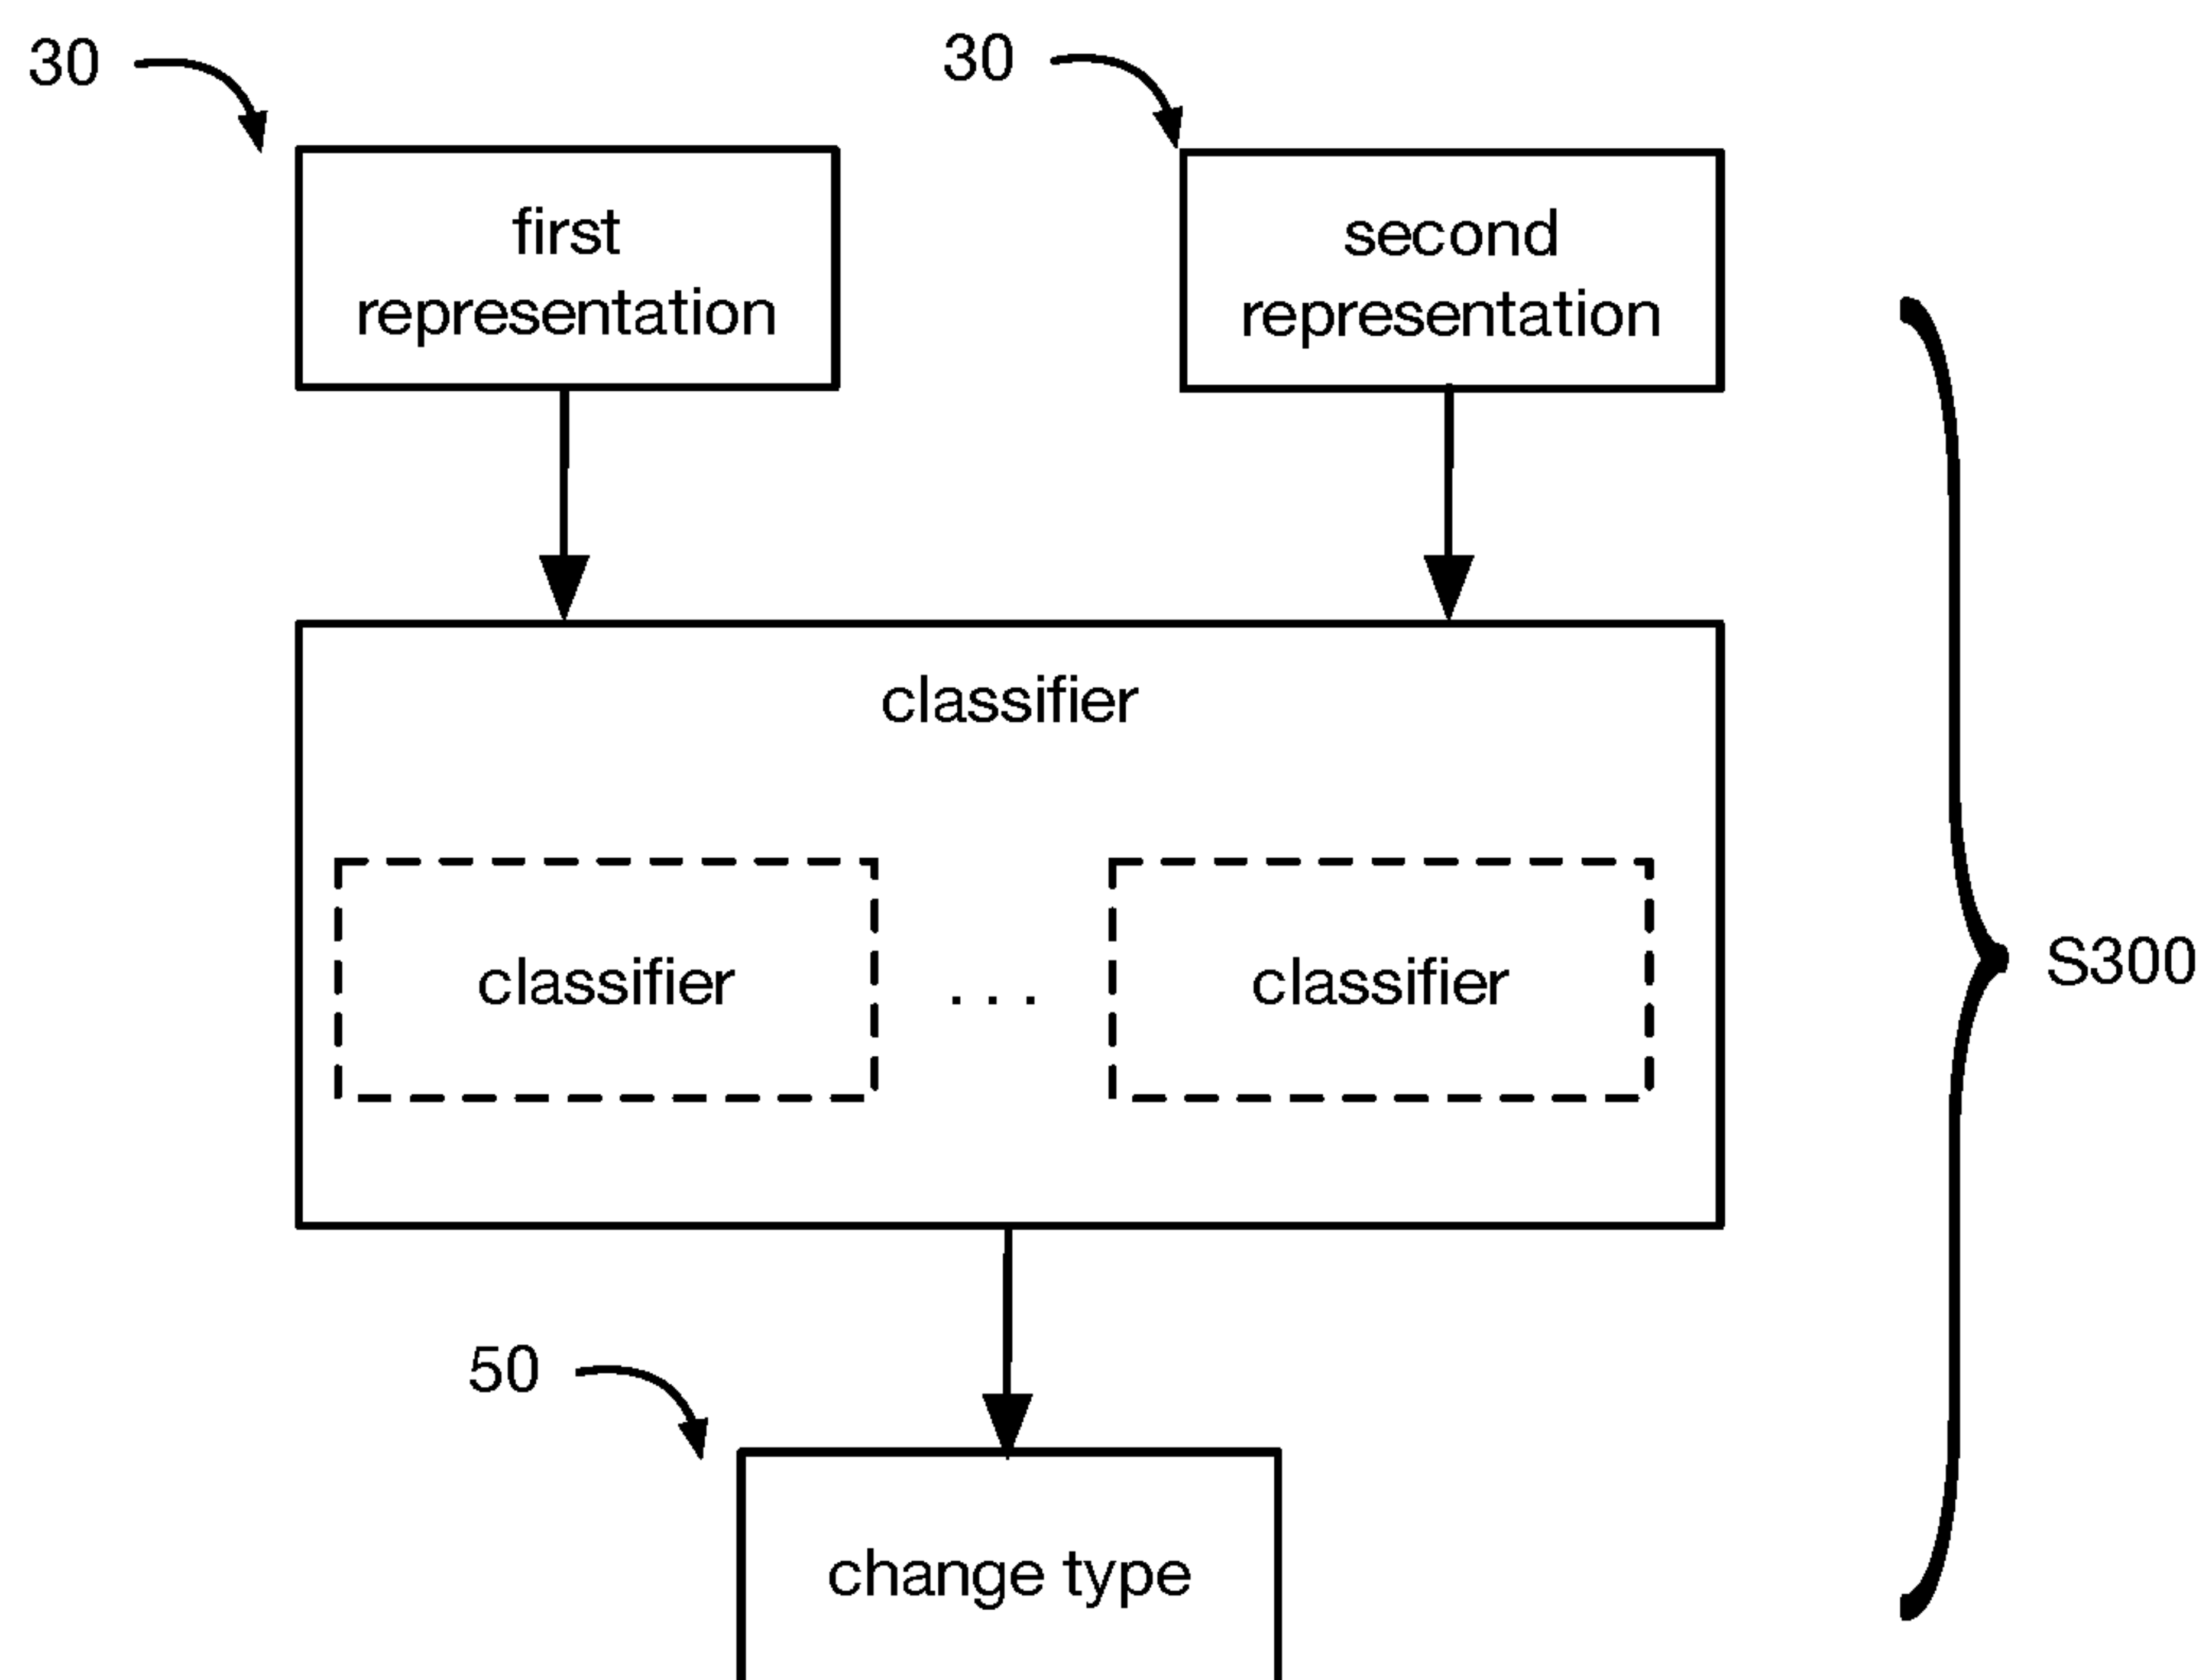 30
30
first
representation
second
representation
classifier
classifier
. . .
classifier
S300
50
change type